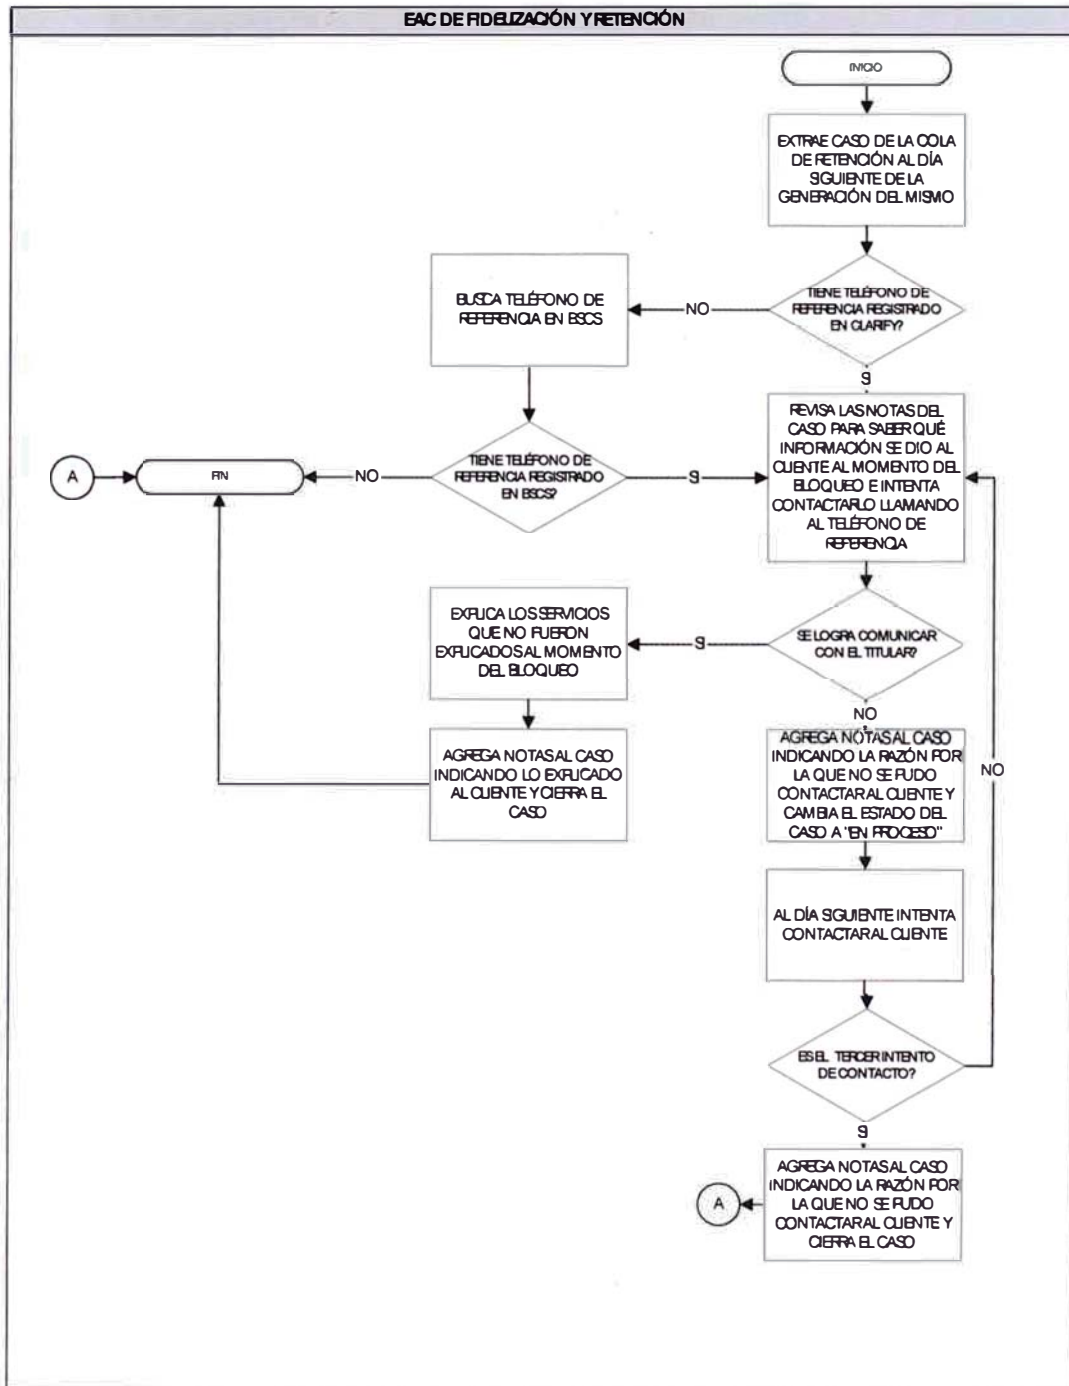 EAC DE FIDELIZACIÓN Y RETENCIÓN
INICIO
EXTRAE CASO DE LA COLA
DE RETENCIÓN AL DÍA
SIGUIENTE DE LA
GENERACIÓN DEL MISMO
TIENE TELÉFONO DE
REFERENCIA REGISTRADO
EN CLARIFY?
NO
BUSCA TELÉFONO DE
REFERENCIA EN BSCS
SI
TIENE TELÉFONO DE
REFERENCIA REGISTRADO
EN BSCS?
NO
FIN
A
SI
REVISA LAS NOTAS DEL
CASO PARA SABER QUÉ
INFORMACIÓN SE DIO AL
CLIENTE AL MOMENTO DEL
BLOQUEO E INTENTA
CONTACTARLO LLAMANDO
AL TELÉFONO DE
REFERENCIA
SE LOGRA COMUNICAR
CON EL TITULAR?
SI
EXPLICA LOS SERVICIOS
QUE NO FUERON
EXPLICADOS AL MOMENTO
DEL BLOQUEO
AGREGA NOTAS AL CASO
INDICANDO LO EXPLICADO
AL CLIENTE Y CIERRA EL
CASO
NO
AGREGA NOTAS AL CASO
INDICANDO LA RAZÓN POR
LA QUE NO SE PUDO
CONTACTAR AL CLIENTE Y
CAMBIA EL ESTADO DEL
CASO A "EN PROCESO"
NO
AL DÍA SIGUIENTE INTENTA
CONTACTAR AL CLIENTE
ES EL TERCER INTENTO
DE CONTACTO?
SI
AGREGA NOTAS AL CASO
INDICANDO LA RAZÓN POR
LA QUE NO SE PUDO
CONTACTAR AL CLIENTE Y
CIERRA EL CASO
A